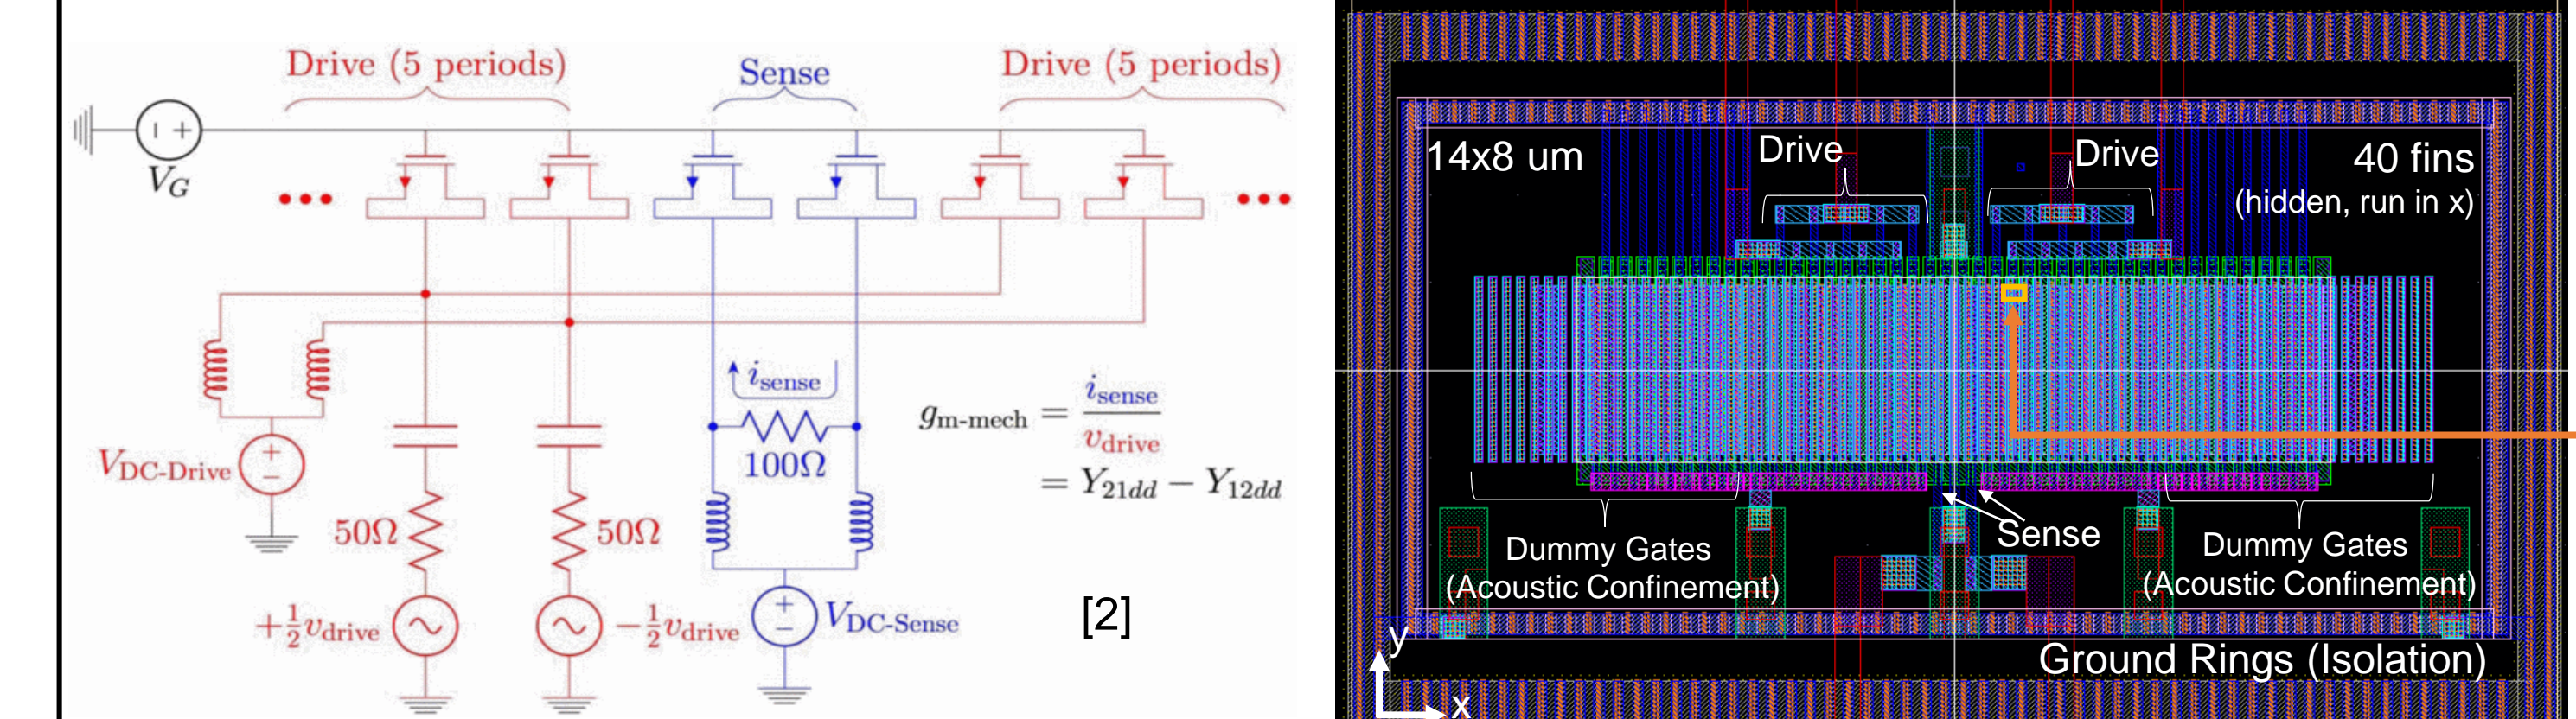 Drive (5 periods)
Sense
Drive (5 periods)
V_G
i_sense
100Ω
g_m-mech = i_sense / v_drive
= Y_21dd − Y_12dd
V_DC-Drive
50Ω
50Ω
+½v_drive
−½v_drive
V_DC-Sense
[2]
14x8 um
Drive
Drive
40 fins
(hidden, run in x)
Sense
Dummy Gates
(Acoustic Confinement)
Dummy Gates
(Acoustic Confinement)
Ground Rings (Isolation)
y
x